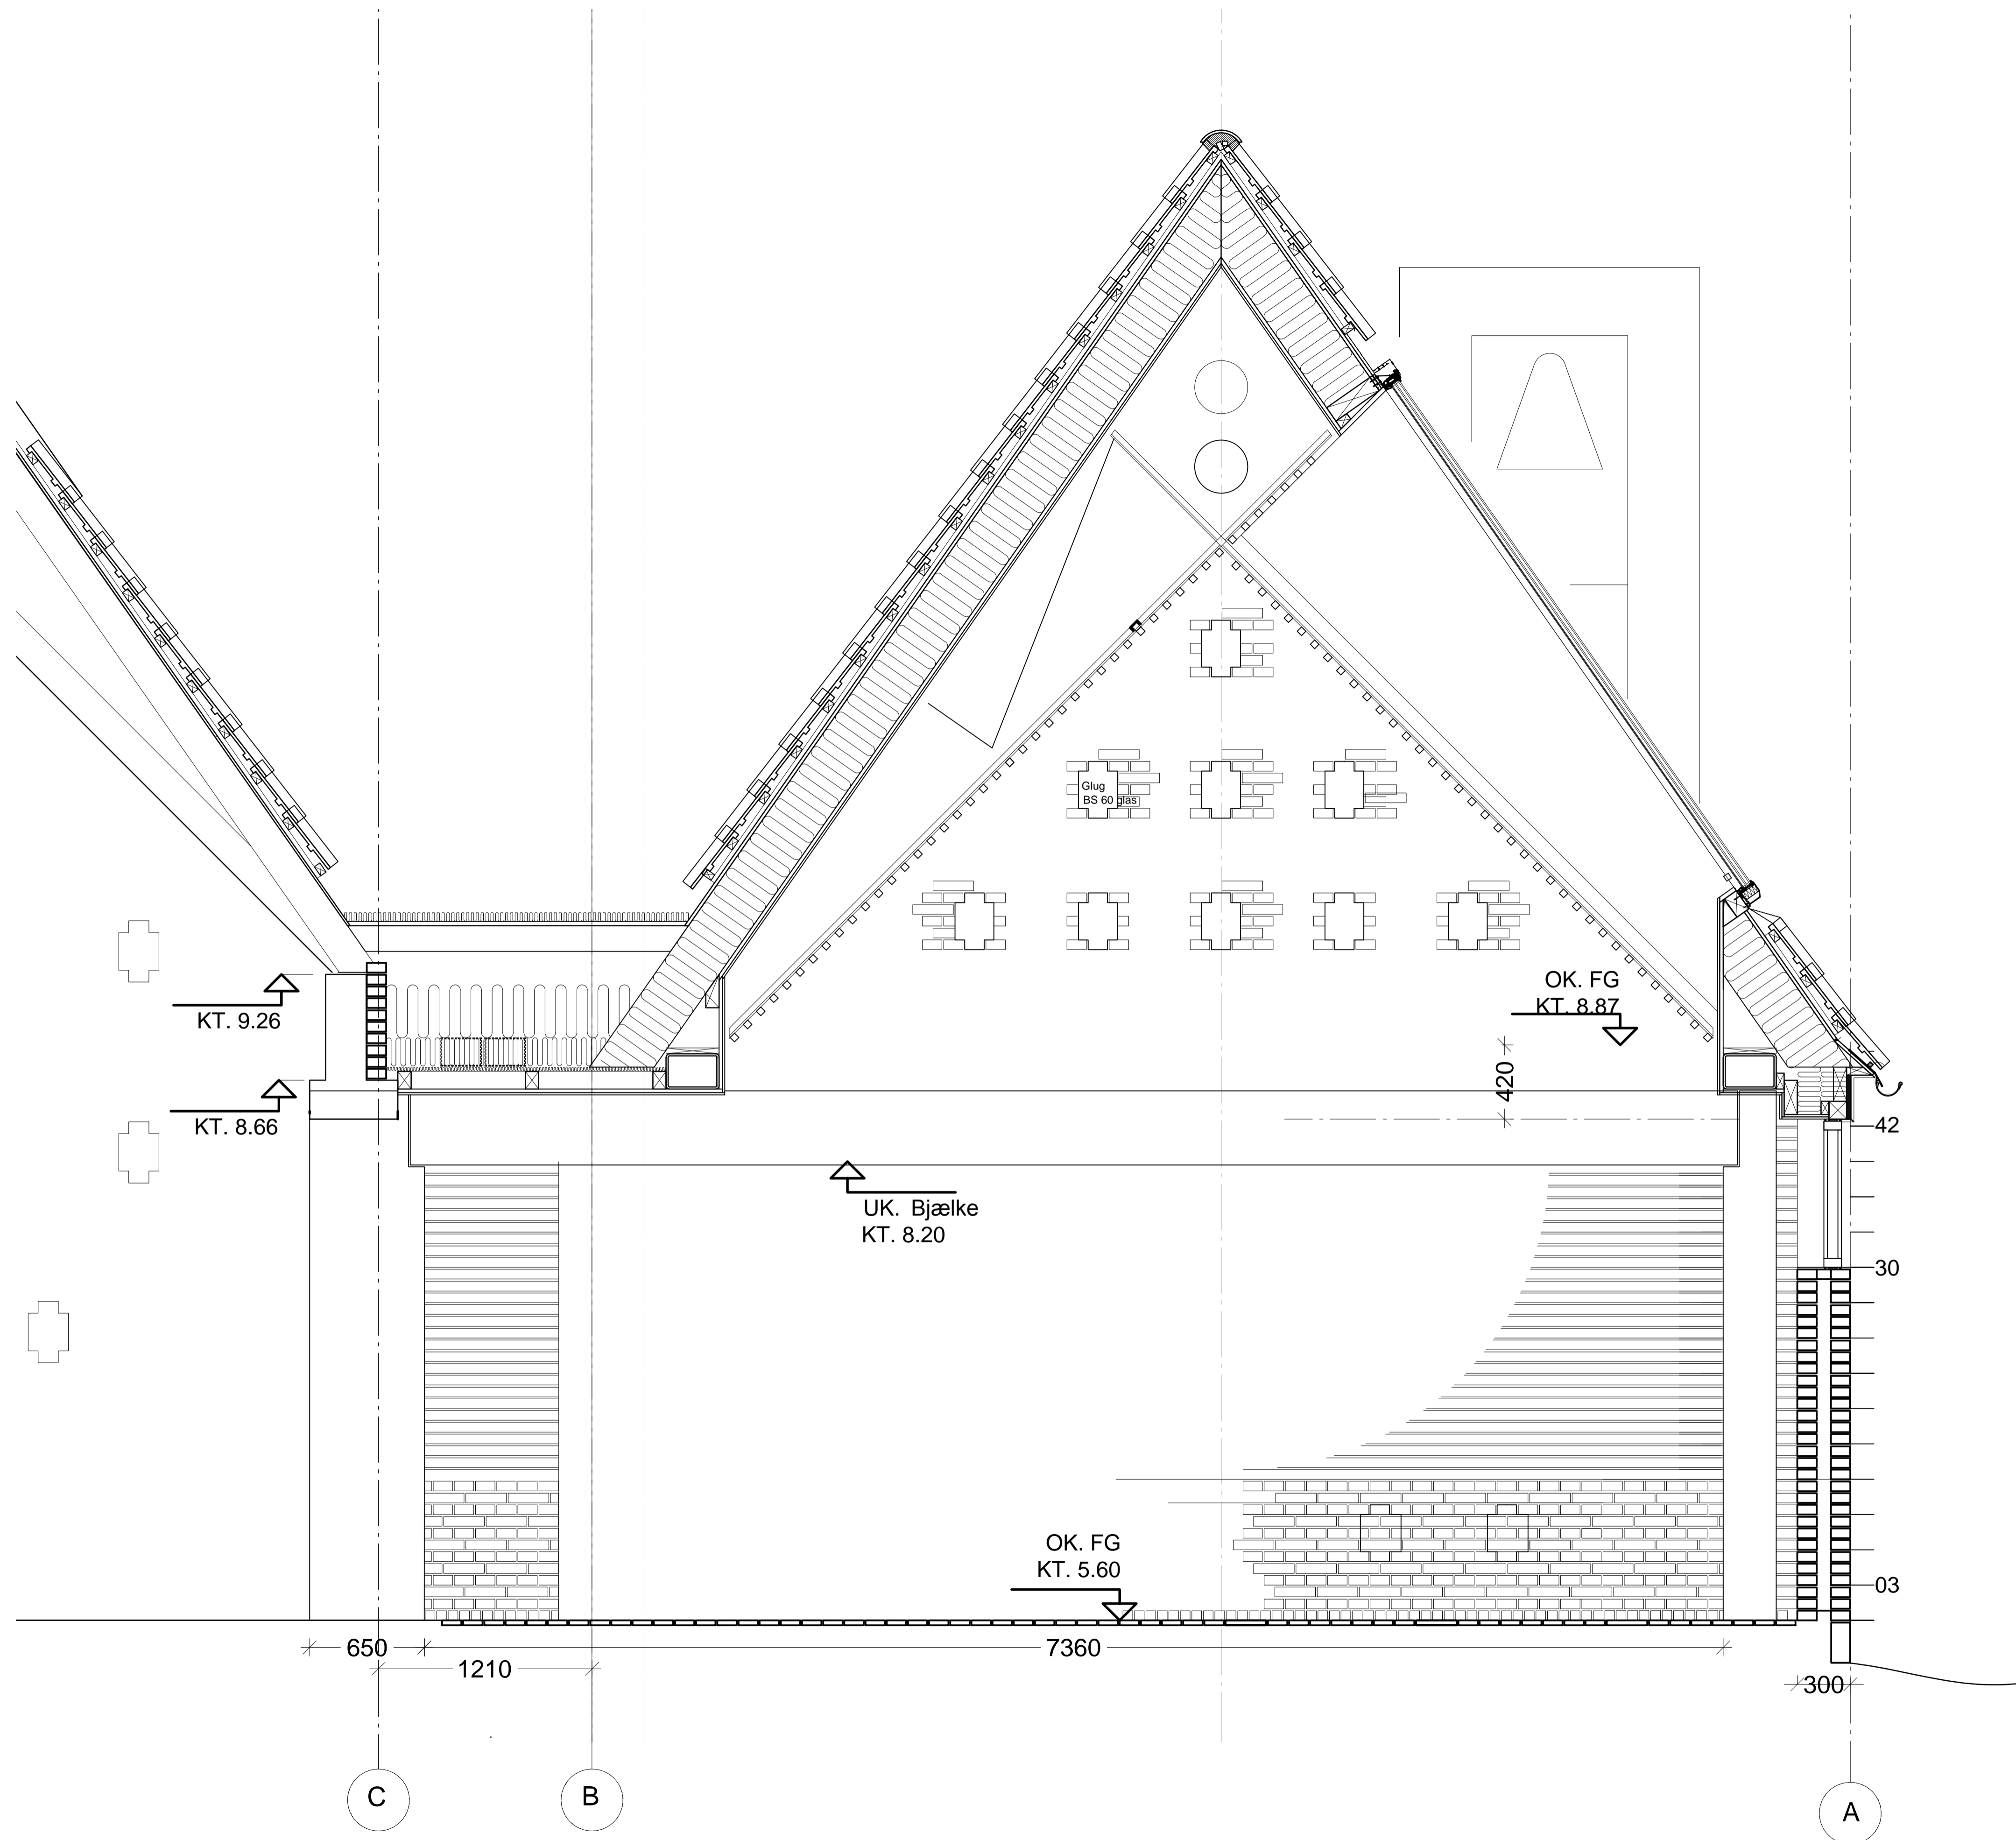 Glug
BS 60 glas
OK. FG
KT. 8.87
KT. 9.26
420
KT. 8.66
42
UK. Bjælke
KT. 8.20
30
OK. FG
KT. 5.60
03
650
7360
1210
300
C
B
A